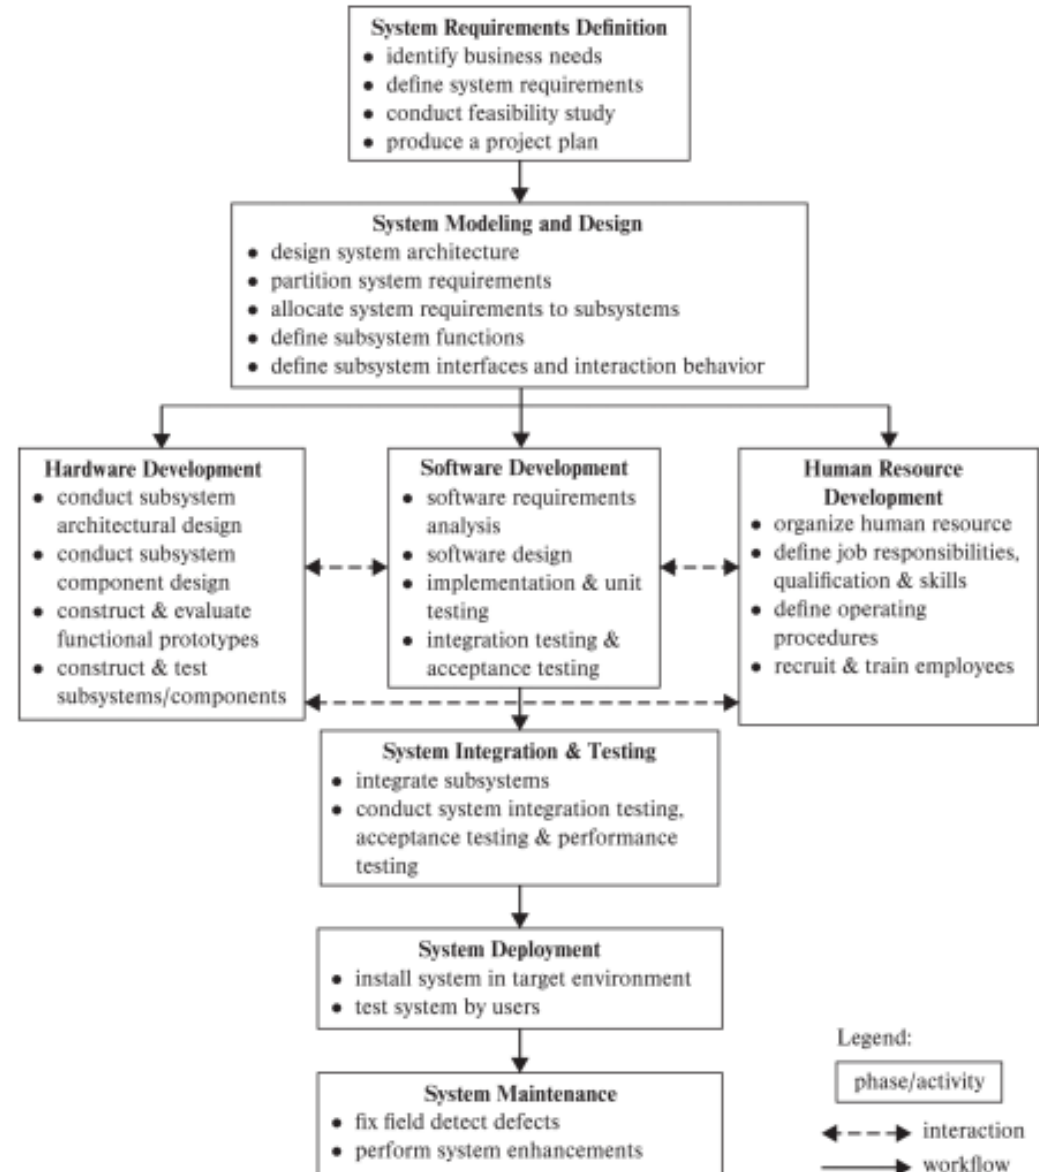 System Requirements Definition
● identify business needs
● define system requirements
● conduct feasibility study
● produce a project plan
System Modeling and Design
● design system architecture
● partition system requirements
● allocate system requirements to subsystems
● define subsystem functions
● define subsystem interfaces and interaction behavior
Hardware Development
● conduct subsystem
architectural design
● conduct subsystem
component design
● construct & evaluate
functional prototypes
● construct & test
subsystems/components
Software Development
● software requirements
analysis
● software design
● implementation & unit
testing
● integration testing &
acceptance testing
Human Resource
Development
● organize human resource
● define job responsibilities,
qualification & skills
● define operating
procedures
● recruit & train employees
System Integration & Testing
● integrate subsystems
● conduct system integration testing,
acceptance testing & performance
testing
System Deployment
● install system in target environment
● test system by users
System Maintenance
● fix field detect defects
● perform system enhancements
Legend:
phase/activity
interaction
workflow